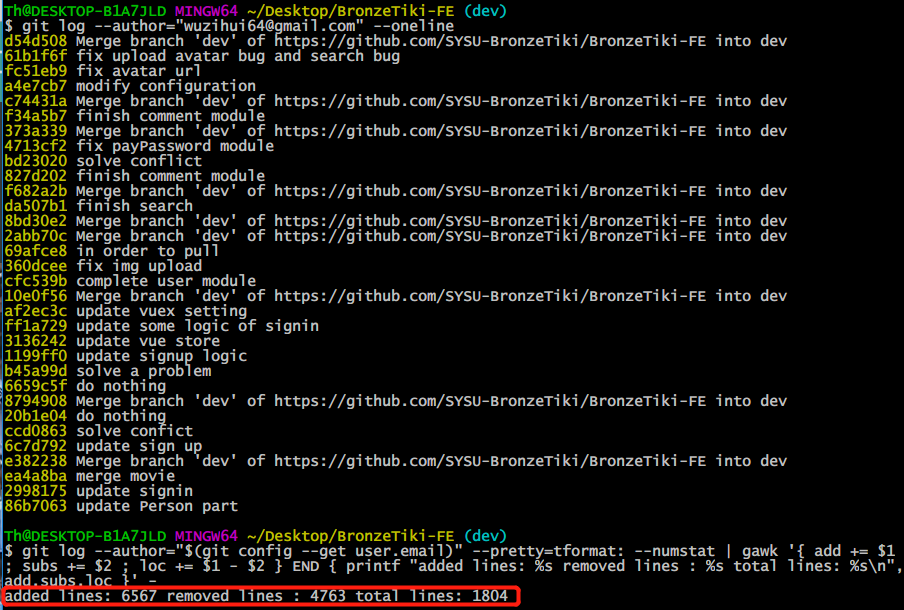 Th@DESKTOP-B1A7JLD MINGW64 ~/Desktop/BronzeTiki-FE (dev)
$ git log --author="wuzihui64@gmail.com" --oneline
d54d508 Merge branch 'dev' of https://github.com/SYSU-BronzeTiki/BronzeTiki-FE into dev
61b1f6f fix upload avatar bug and search bug
fc51eb9 fix avatar url
a4e7cb7 modify configuration
c74431a Merge branch 'dev' of https://github.com/SYSU-BronzeTiki/BronzeTiki-FE into dev
f34a5b7 finish comment module
373a339 Merge branch 'dev' of https://github.com/SYSU-BronzeTiki/BronzeTiki-FE into dev
4713cf2 fix payPassword module
bd23020 solve conflict
827d202 finish comment module
f682a2b Merge branch 'dev' of https://github.com/SYSU-BronzeTiki/BronzeTiki-FE into dev
da507b1 finish search
8bd30e2 Merge branch 'dev' of https://github.com/SYSU-BronzeTiki/BronzeTiki-FE into dev
2abb70c Merge branch 'dev' of https://github.com/SYSU-BronzeTiki/BronzeTiki-FE into dev
69afce8 in order to pull
360dcee fix img upload
cfc539b complete user module
10e0f56 Merge branch 'dev' of https://github.com/SYSU-BronzeTiki/BronzeTiki-FE into dev
af2ec3c update vuex setting
ff1a729 update some logic of signin
3136242 update vue store
1199ff0 update signup logic
b45a99d solve a problem
6659c5f do nothing
8794908 Merge branch 'dev' of https://github.com/SYSU-BronzeTiki/BronzeTiki-FE into dev
20b1e04 do nothing
ccd0863 solve confict
6c7d792 update sign up
e382238 Merge branch 'dev' of https://github.com/SYSU-BronzeTiki/BronzeTiki-FE into dev
ea4a8ba merge movie
2998175 update signin
86b7063 update Person part
Th@DESKTOP-B1A7JLD MINGW64 ~/Desktop/BronzeTiki-FE (dev)
$ git log --author="$(git config --get user.email)" --pretty=tformat: --numstat | gawk '{ add += $1
; subs += $2 ; loc += $1 - $2 } END { printf "added lines: %s removed lines : %s total lines: %s\n",
add,subs,loc }' -
added lines: 6567 removed lines : 4763 total lines: 1804